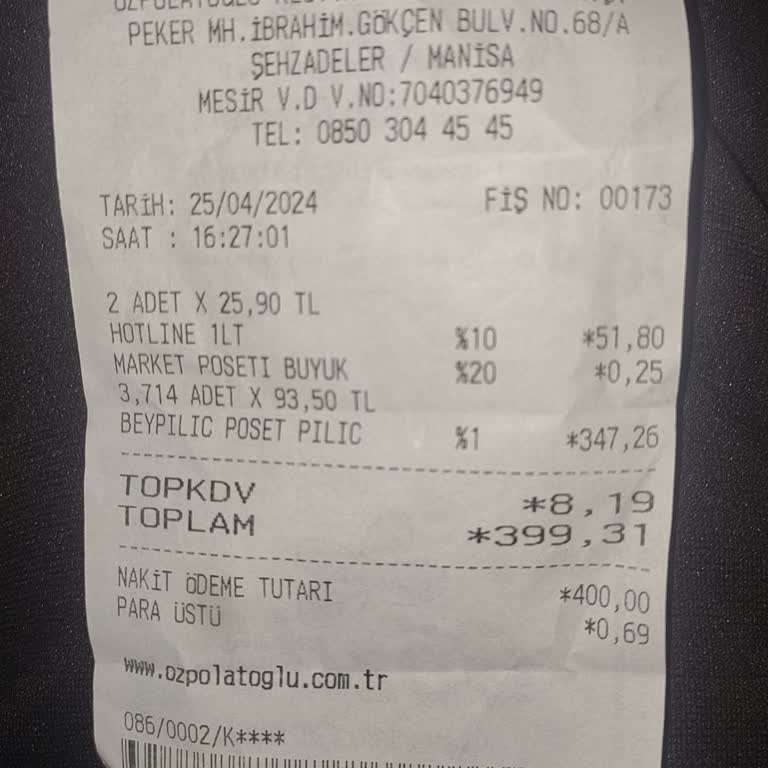 PEKER MH.İBRAHİM.GÖKÇEN BULV.NO.68/A
ŞEHZADELER / MANİSA
MESİR V.D V.NO:7040376949
TEL: 0850 304 45 45
TARİH: 25/04/2024 FİŞ NO: 00173
SAAT : 16:27:01
2 ADET X 25,90 TL
HOTLINE 1LT %10 *51,80
MARKET POSETI BUYUK %20 *0,25
3,714 ADET X 93,50 TL
BEYPILIC POSET PILIC %1 *347,26
TOPKDV *8,19
TOPLAM *399,31
NAKİT ÖDEME TUTARI *400,00
PARA ÜSTÜ *0,69
www.ozpolatoglu.com.tr
086/0002/K****